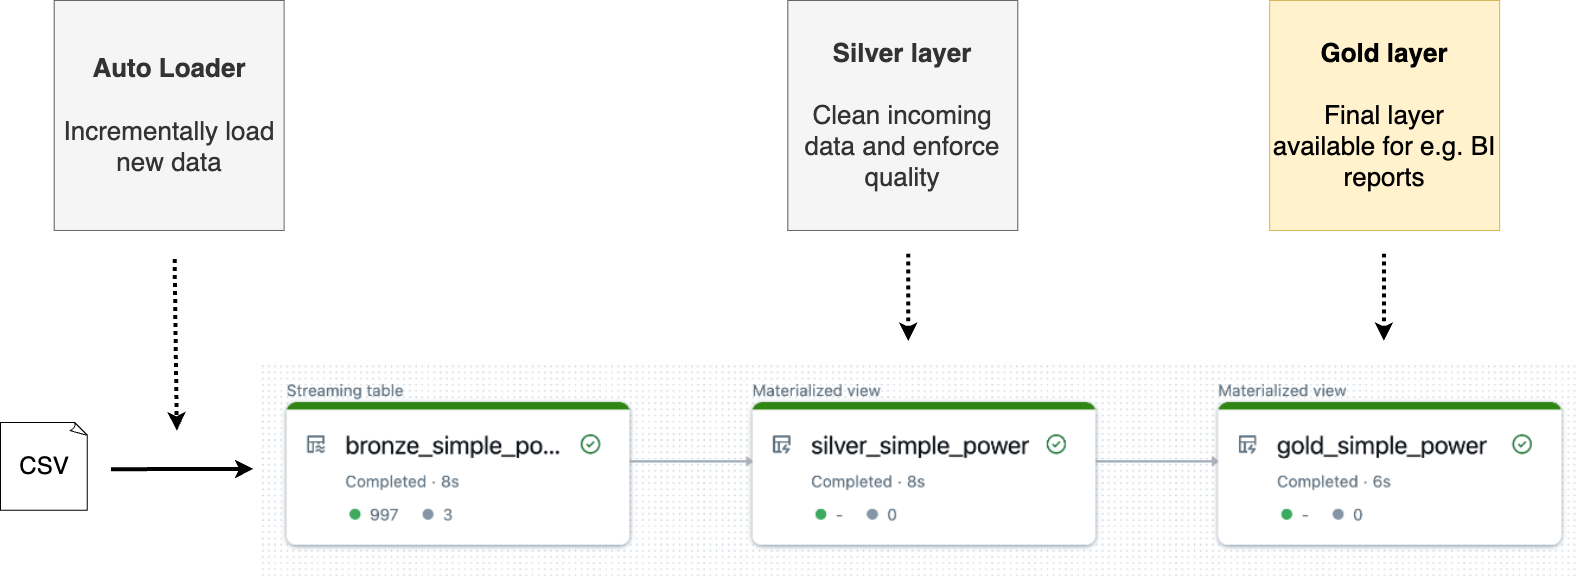 Auto Loader
Incrementally load
new data
Silver layer
Clean incoming
data and enforce
quality
Gold layer
Final layer
available for e.g. BI
reports
CSV
Streaming table
bronze_simple_po...
Completed · 8s
997 3
Materialized view
silver_simple_power
Completed · 8s
- 0
Materialized view
gold_simple_power
Completed · 6s
- 0